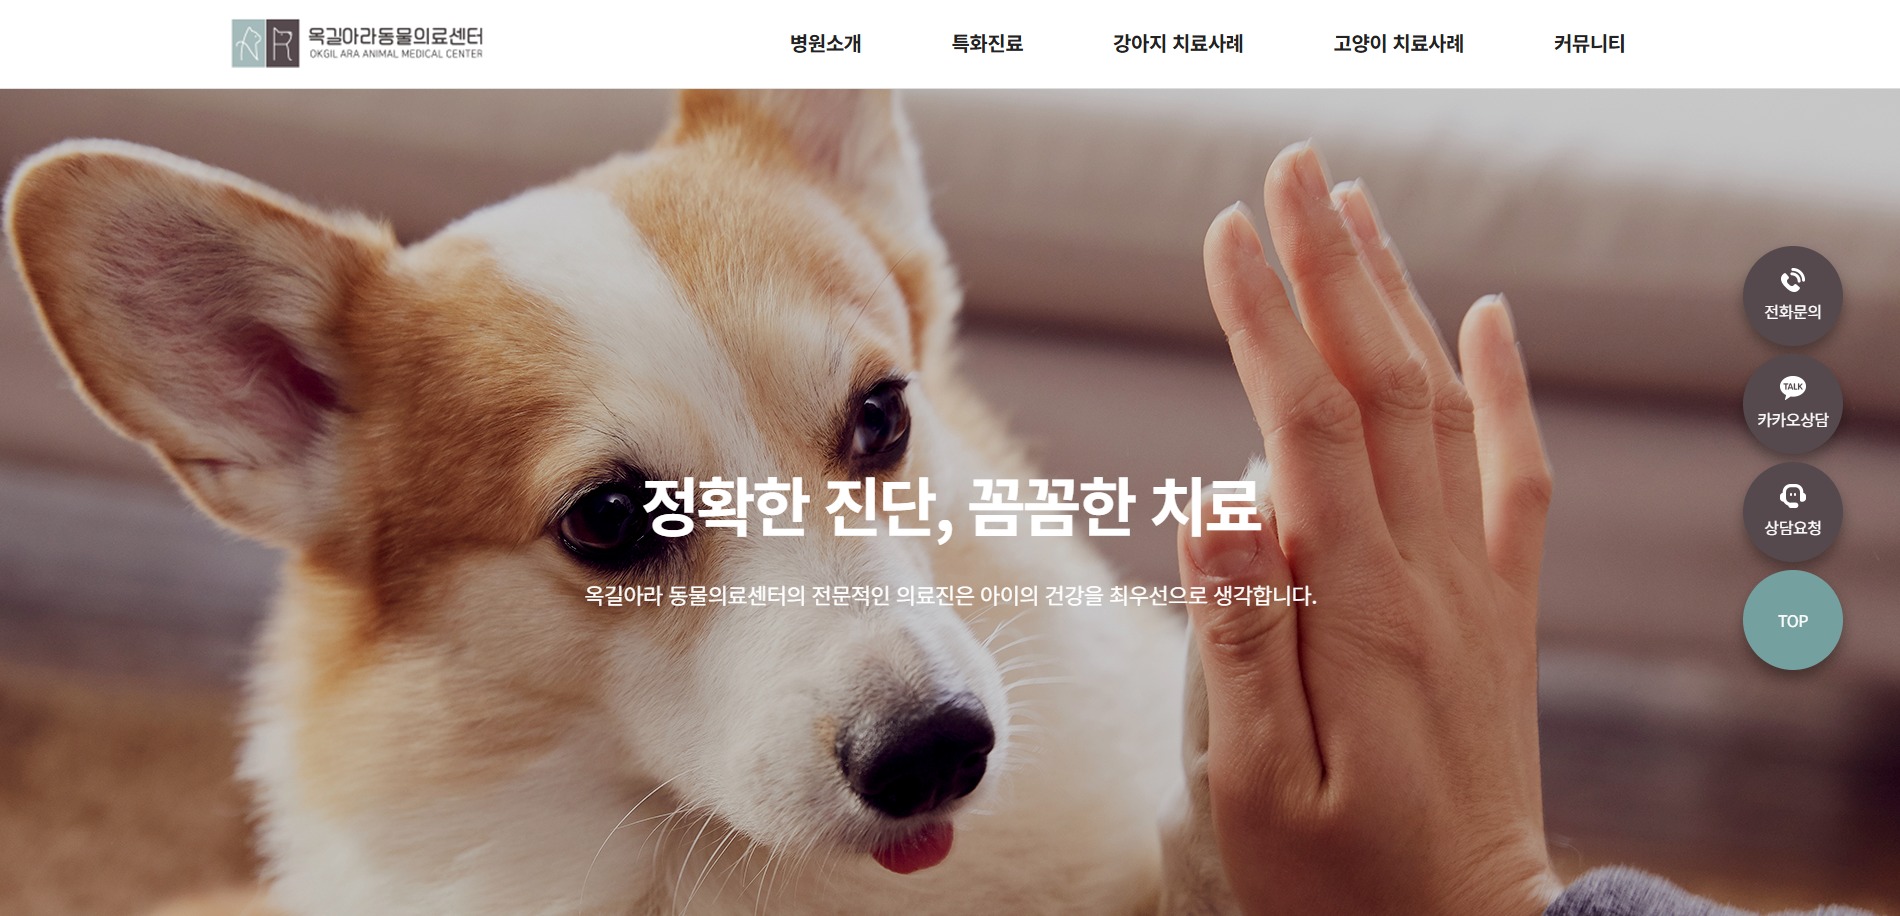 옥길아라동물의료센터
OKGIL ARA ANIMAL MEDICAL CENTER
병원소개 특화진료 강아지 치료사례 고양이 치료사례 커뮤니티
전화문의
TALK
카카오상담
정확한 진단, 꼼꼼한 치료
상담요청
옥길아라 동물의료센터의 전문적인 의료진은 아이의 건강을 최우선으로 생각합니다.
TOP